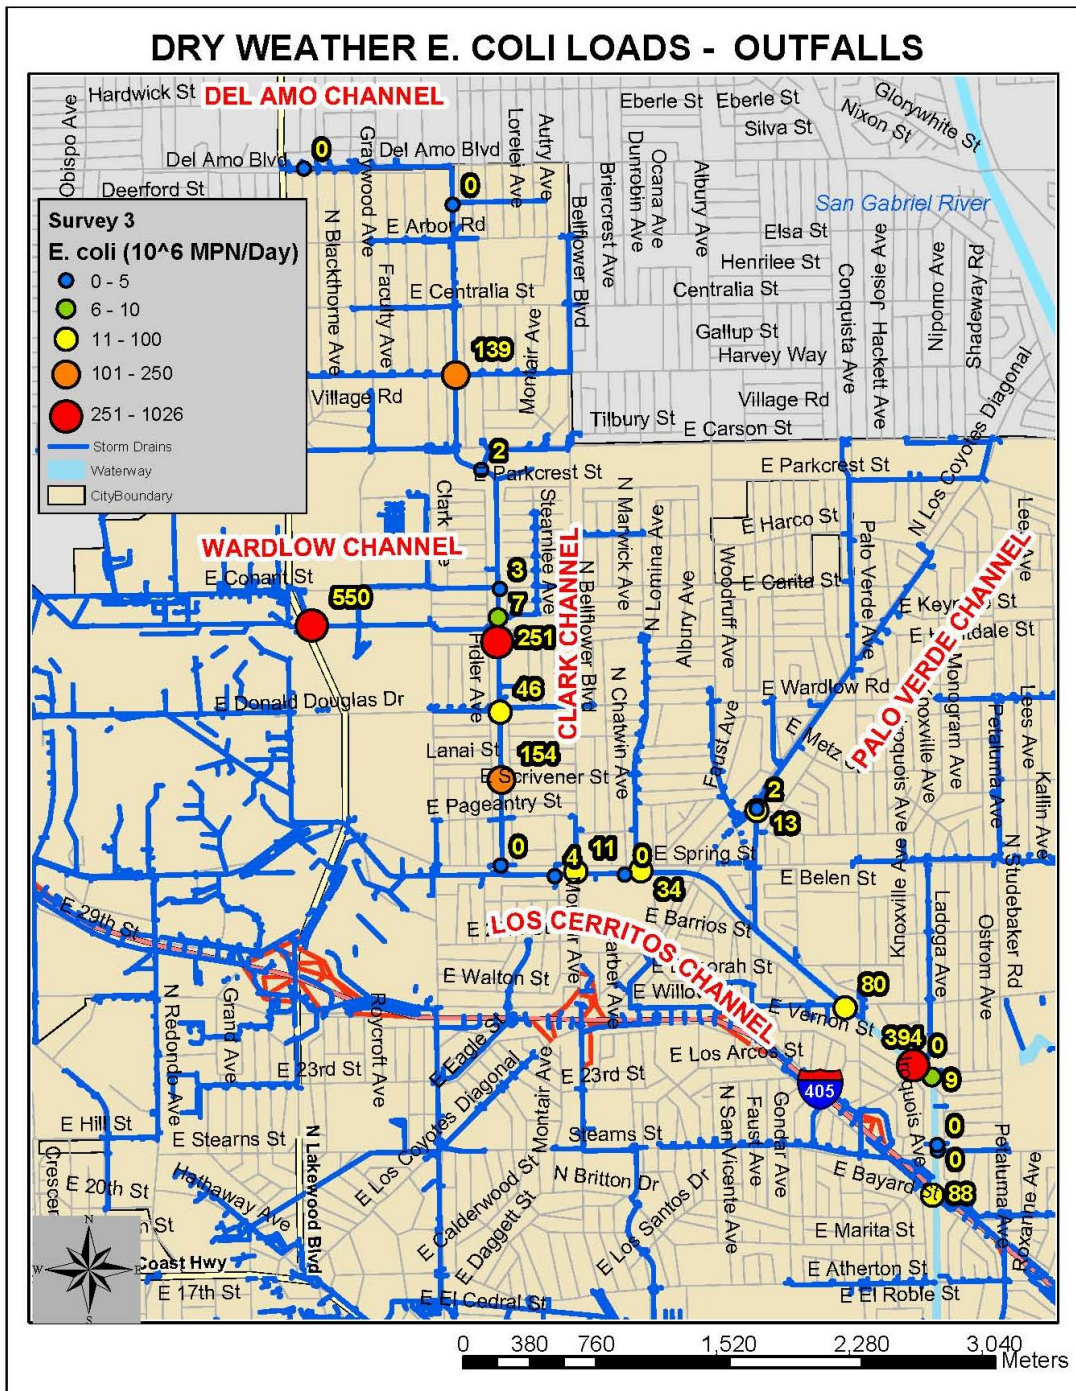 DRY WEATHER E. COLI LOADS - OUTFALLS
Hardwick St
DEL AMO CHANNEL
Obispo Ave
Del Amo Blvd
0
Graywood Ave
Del Amo Blvd
Lorelei Ave
Autry Ave
Eberle St
Eberle St
Silva St
Glorywhite St
Nixon St
Deerford St
0
E Arbor Rd
Bellflower Blvd
Briercrest Ave
Dunrobin Ave
Ocana Ave
Albury Ave
San Gabriel River
Elsa St
Henrilee St
Centralia St
Conquista Ave
Josie Ave
Hackett Ave
Nipomo Ave
Shadeway Rd
Survey 3
E. coli (10^6 MPN/Day)
0 - 5
6 - 10
11 - 100
101 - 250
251 - 1026
Storm Drains
Waterway
CityBoundary
N Blackthorne Ave
Faculty Ave
E Centralia St
139
Montair Ave
Gallup St
Harvey Way
Village Rd
Village Rd
Tilbury St
E Carson St
N Los Coyotes Diagonal
2
E Parkcrest St
E Parkcrest St
Clark
Stearnlee Ave
N Marwick Ave
N Lomina Ave
E Harco St
Palo Verde Ave
Lees Ave
WARDLOW CHANNEL
E Conant St
3
CLARK CHANNEL
N Bellflower Blvd
Albury Ave
Woodruff Ave
E Carita St
PALO VERDE CHANNEL
550
7
251
Fidler Ave
E Wardlow Rd
46
E Donald Douglas Dr
Lanai St
154
E Scrivener St
E Pageantry St
N Chatwin Ave
Faust Ave
E Metz
Monogram Ave
Petaluma Ave
Lees Ave
Kallin Ave
2
13
0
4
11
0
34
E Spring St
E Belen St
Knoxville Ave
Ladoga Ave
N Studebaker Rd
Ostrom Ave
E 29th St
LOS CERRITOS CHANNEL
E Barrios St
E Walton St
80
E Vernon St
N Redondo Ave
Grand Ave
Roycroft Ave
E Eagle St
E 23rd St
E Los Coyotes Diagonal
Montair Ave
E 23rd St
E Los Arcos St
405
394
0
9
E Hill St
E Stearns St
N Lakewood Blvd
Stearns St
N San Vicente Ave
Faust Ave
Gondar Ave
0
0
Petaluma Ave
Roxanne Ave
E 20th St
Hathaway Ave
E Calderwood St
E Daggett St
N Britton Dr
E Los Santos Dr
E Bayard St
88
E Marita St
Coast Hwy
E 17th St
E El Cedral St
E Atherton St
E El Roble St
N
W
E
S
0 380 760 1,520 2,280 3,040
Meters